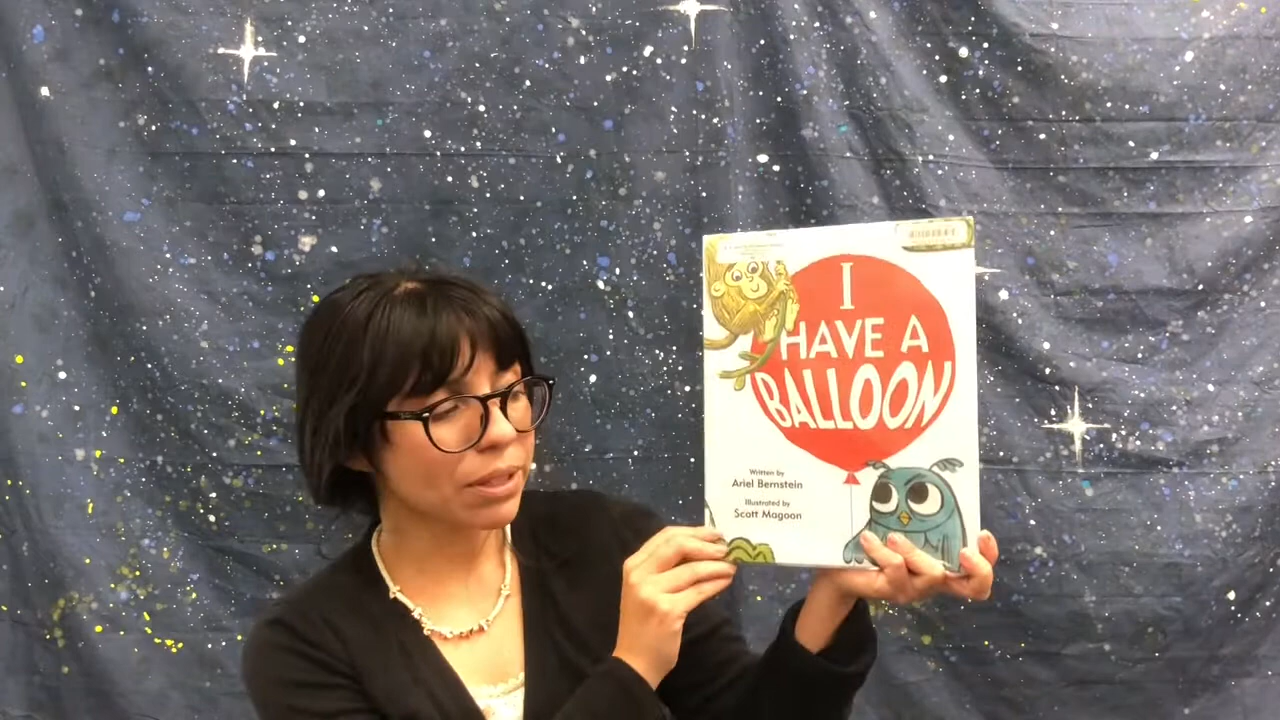 I
HAVE A
BALLOON
Written by
Ariel Bernstein
Illustrated by
Scott Magoon